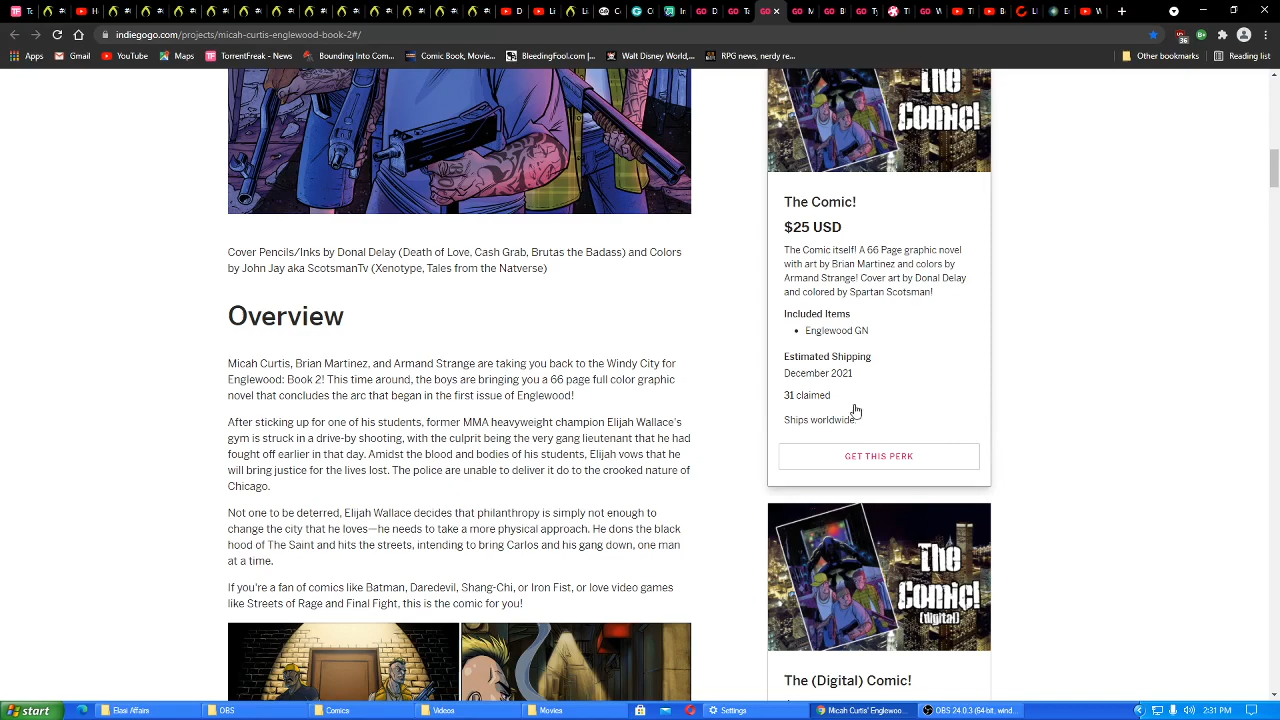 indiegogo.com/projects/micah-curtis-englewood-book-2#/
Apps
Gmail
YouTube
Maps
TorrentFreak - News
Bounding Into Com...
Comic Book, Movie...
BleedingFool.com |...
Walt Disney World,...
RPG news, nerdy re...
Other bookmarks
Reading list
The
Comic!
The Comic!
$25 USD
The Comic itself! A 66 Page graphic
novel with art by Brian Martinez and colors by
Armand Strange! Cover art by Donal Delay
and colored by Spartan Scotsman!
Included Items
• Englewood GN
Estimated Shipping
December 2021
31 claimed
Ships worldwide.
GET THIS PERK
The
Comic!
(digital)
The (Digital) Comic!
Cover Pencils/Inks by Donal Delay (Death of Love, Cash Grab, Brutas the Badass) and Colors
by John Jay aka ScotsmanTv (Xenotype, Tales from the Natverse)
Overview
Micah Curtis, Brian Martinez, and Armand Strange are taking you back to the Windy City for
Englewood: Book 2! This time around, the boys are bringing you a 66 page full color graphic
novel that concludes the arc that began in the first issue of Englewood!
After sticking up for one of his students, former MMA heavyweight champion Elijah Wallace's
gym is struck in a drive-by shooting, with the culprit being the very gang lieutenant that he had
fought off earlier in that day. Amidst the blood and bodies of his students, Elijah vows that he
will bring justice for the lives lost. The police are unable to deliver it do to the crooked nature of
Chicago.
Not one to be deterred, Elijah Wallace decides that philanthropy is simply not enough to
change the city that he loves—he needs to take a more physical approach. He dons the black
hood of The Saint and hits the streets, intending to bring Carlos and his gang down, one man
at a time.
If you're a fan of comics like Batman, Daredevil, Shang-Chi, or Iron Fist, or love video games
like Streets of Rage and Final Fight, this is the comic for you!
start
Elasi Affairs
OBS
Comics
Videos
Movies
Settings
Micah Curtis' Englewoo...
OBS 24.0.3 (64-bit, wind...
2:31 PM